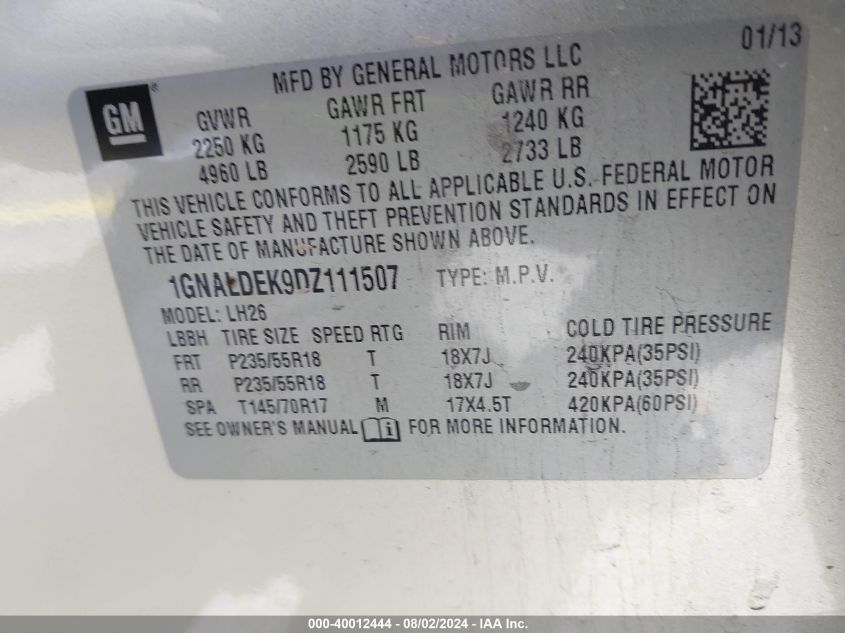 01/13
GM®
MFD BY GENERAL MOTORS LLC
GVWR GAWR FRT GAWR RR
2250 KG 1175 KG 1240 KG
4960 LB 2590 LB 2733 LB
THIS VEHICLE CONFORMS TO ALL APPLICABLE U.S. FEDERAL MOTOR
VEHICLE SAFETY AND THEFT PREVENTION STANDARDS IN EFFECT ON
THE DATE OF MANUFACTURE SHOWN ABOVE.
1GNALDEK9DZ111507 TYPE: M.P.V.
MODEL: LH26
LBBH TIRE SIZE SPEED RTG RIM COLD TIRE PRESSURE
FRT P235/55R18 T 18X7J 240KPA(35PSI)
RR P235/55R18 T 18X7J 240KPA(35PSI)
SPA T145/70R17 M 17X4.5T 420KPA(60PSI)
SEE OWNER'S MANUAL i FOR MORE INFORMATION.
000-40012444 - 08/02/2024 - IAA Inc.